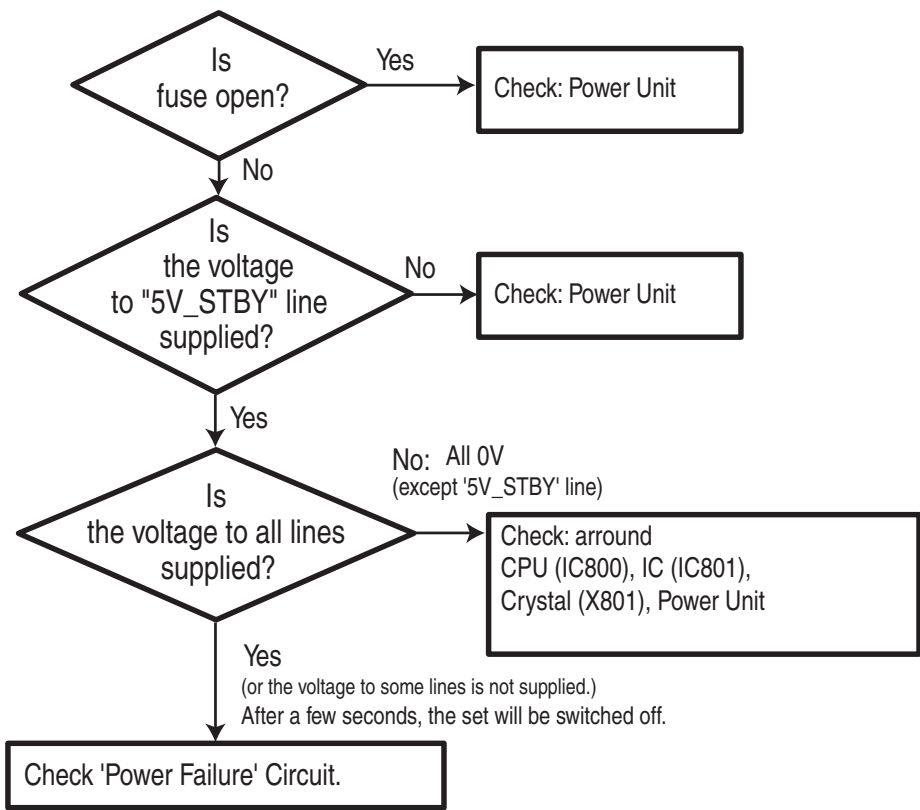 Is
fuse open?
Yes
Check: Power Unit
No
Is
the voltage
to "5V_STBY" line
supplied?
No
Check: Power Unit
Yes
Is
the voltage to all lines
supplied?
No: All 0V
(except '5V_STBY' line)
Check: arround
CPU (IC800), IC (IC801),
Crystal (X801), Power Unit
Yes
(or the voltage to some lines is not supplied.)
After a few seconds, the set will be switched off.
Check 'Power Failure' Circuit.